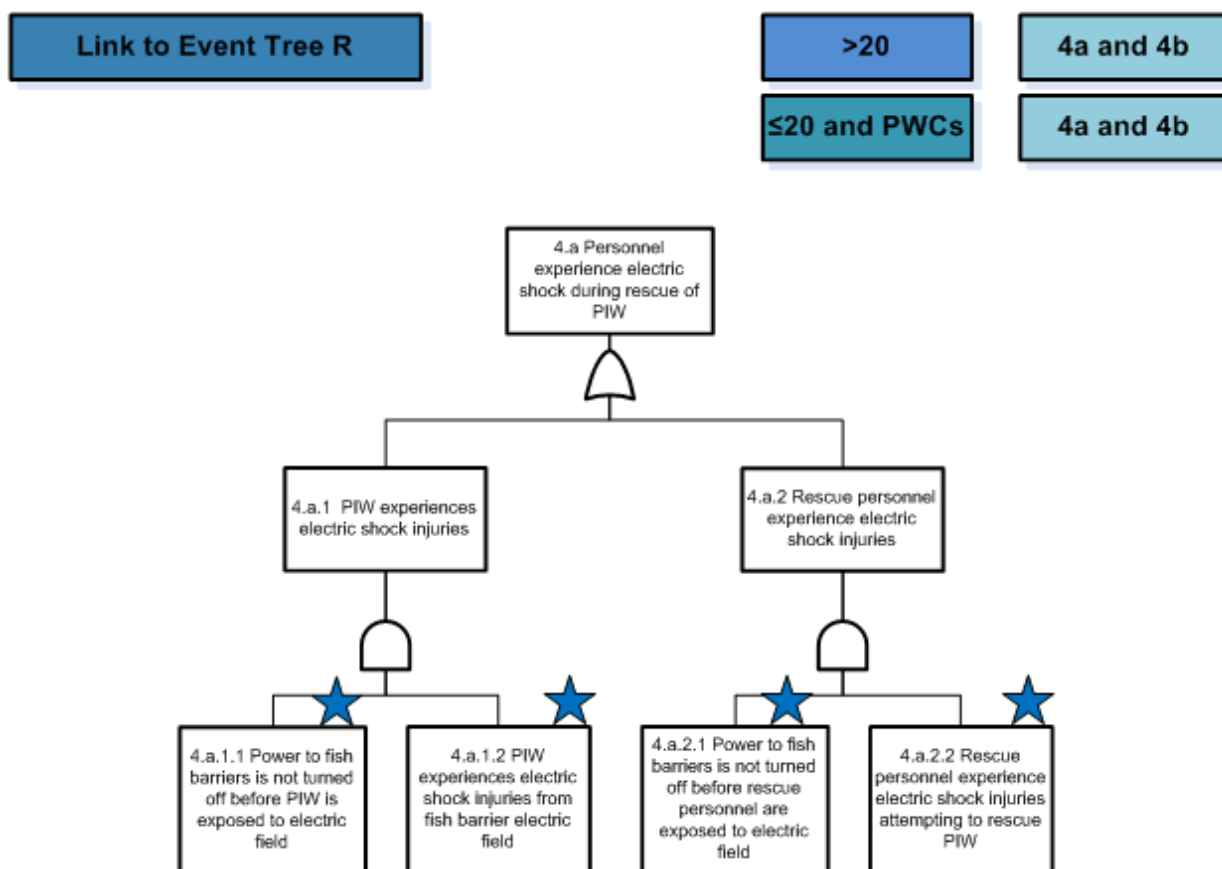 Link to Event Tree R
>20
4a and 4b
≤20 and PWCs
4a and 4b
4.a Personnel
experience electric
shock during rescue of
PIW
4.a.1 PIW experiences
electric shock injuries
4.a.2 Rescue personnel
experience electric
shock injuries
4.a.1.1 Power to fish
barriers is not turned
off before PIW is
exposed to electric
field
4.a.1.2 PIW
experiences electric
shock injuries from
fish barrier electric
field
4.a.2.1 Power to fish
barriers is not turned
off before rescue
personnel are
exposed to electric
field
4.a.2.2 Rescue
personnel experience
electric shock injuries
attempting to rescue
PIW